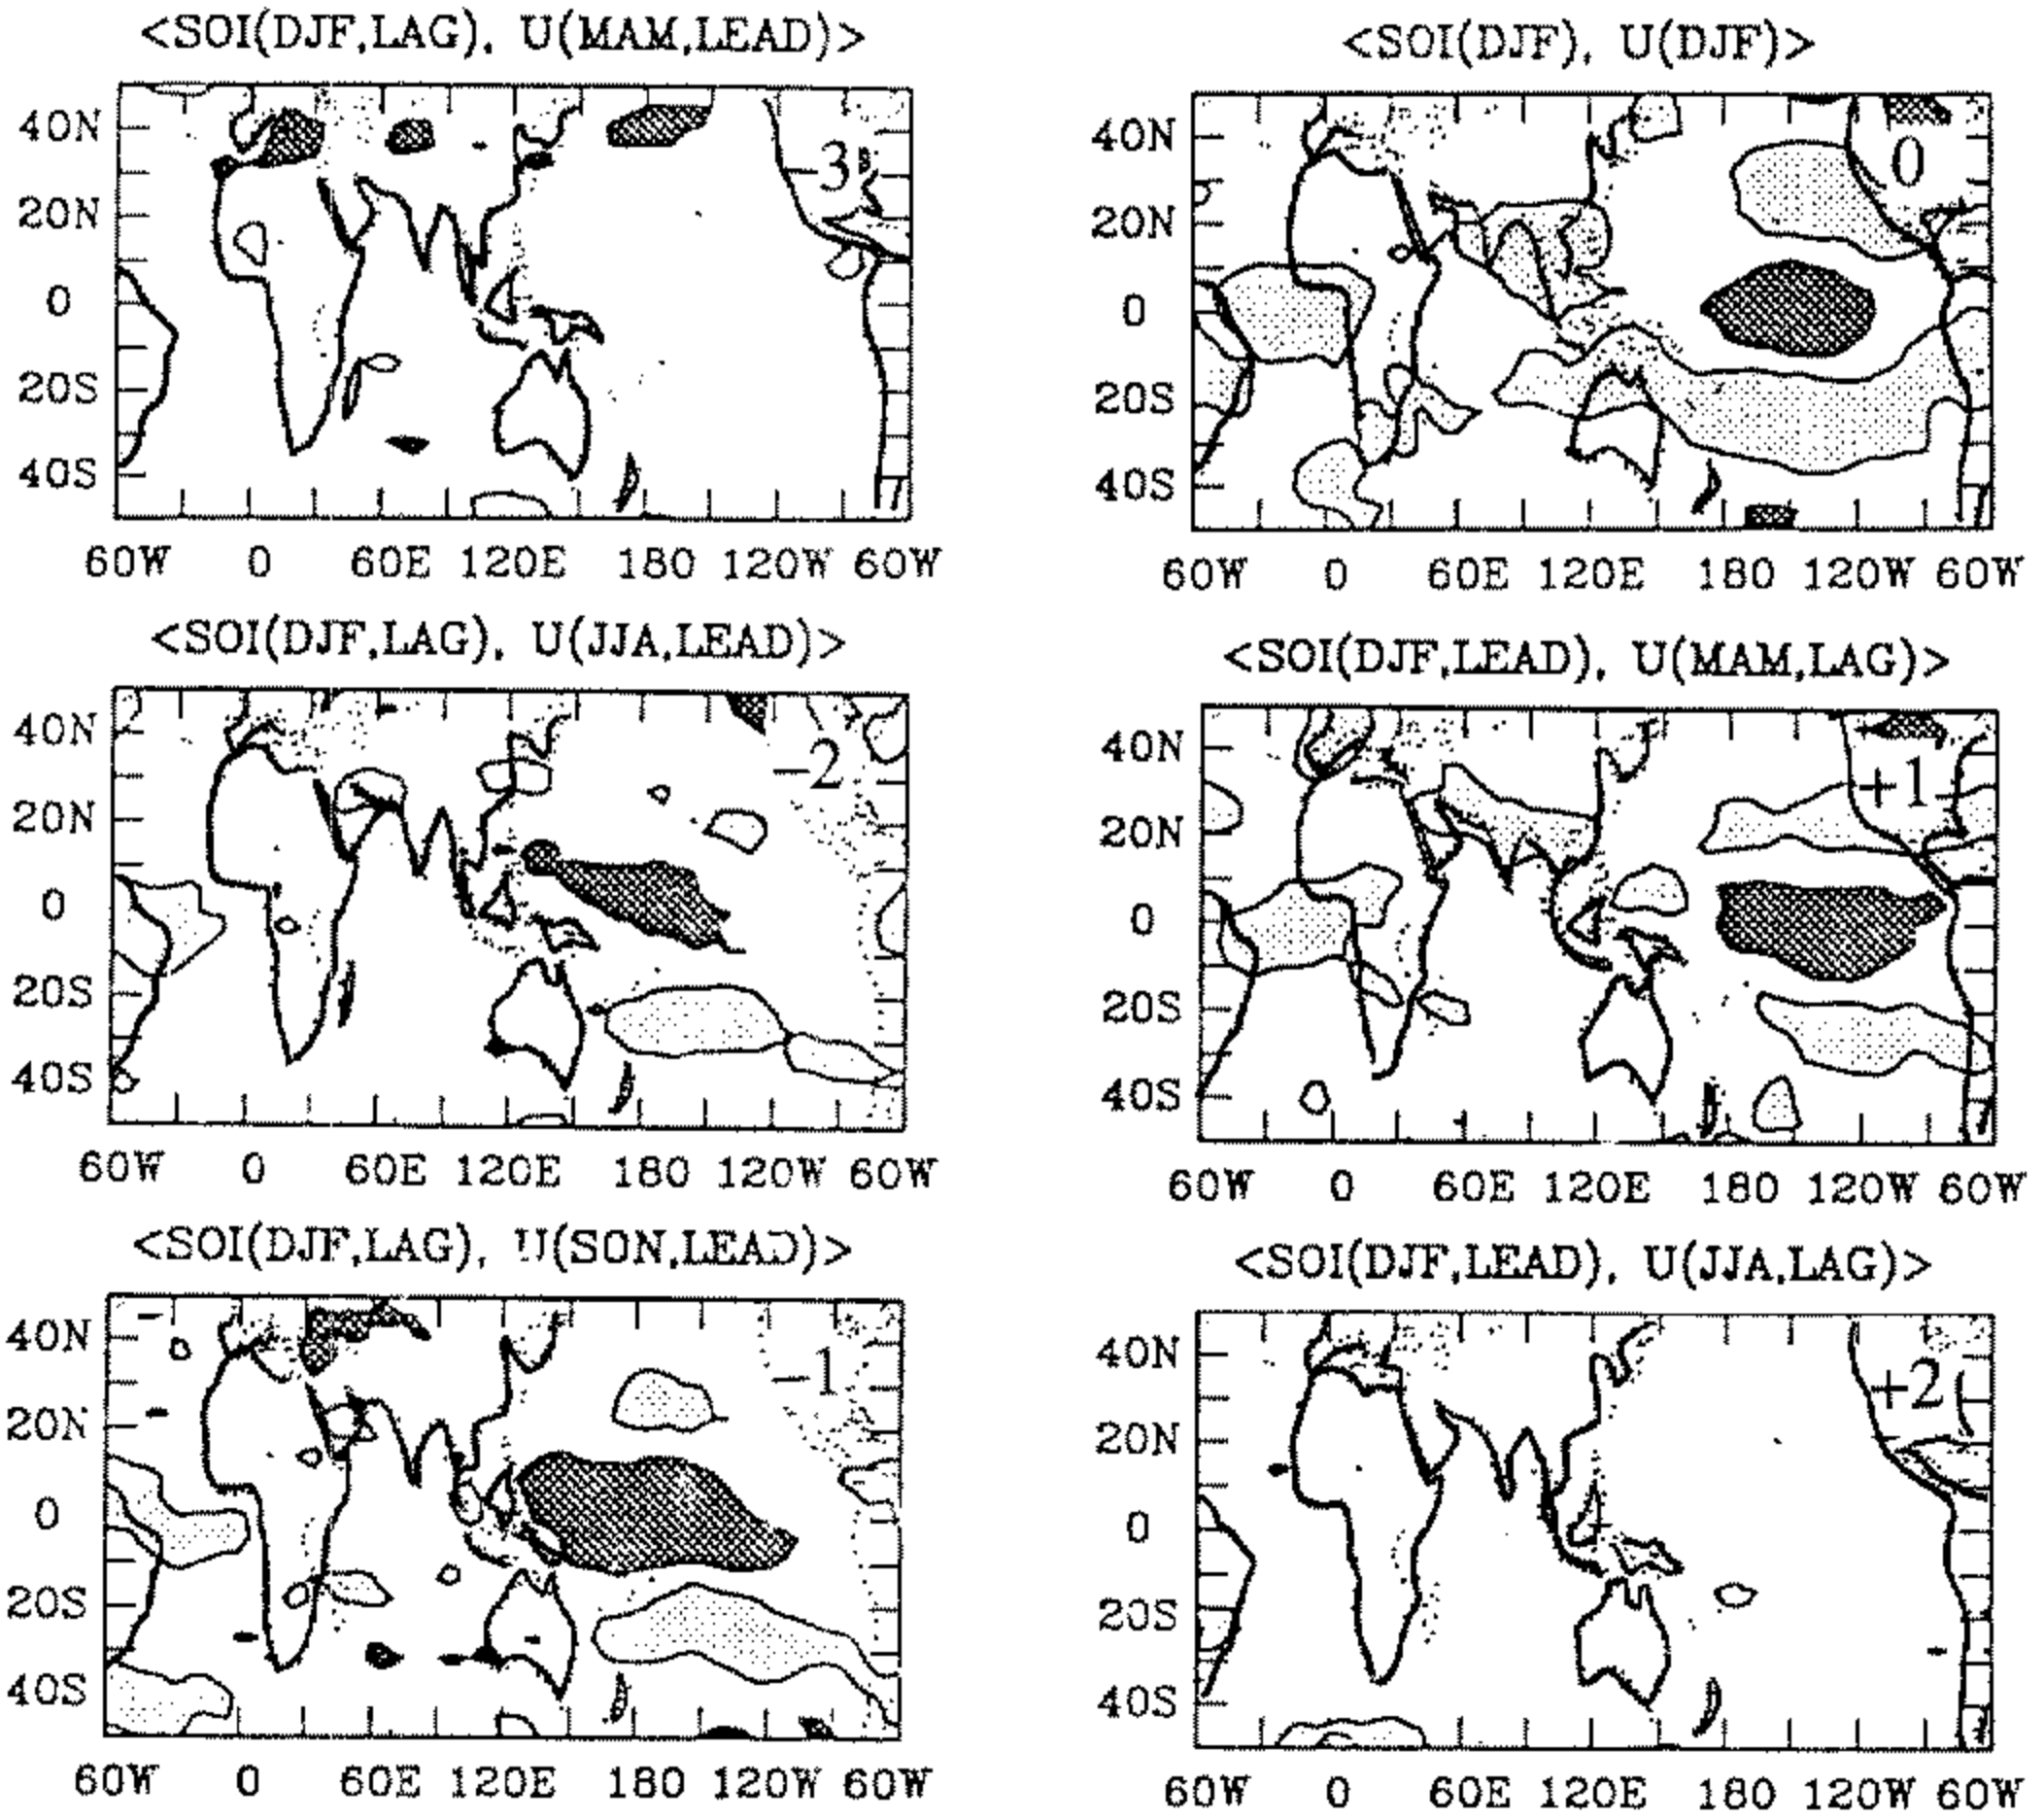 <SOI(DJF,LAG), U(MAM,LEAD)>
40N
20N
0
20S
40S
-3
60W 0 60E 120E 180 120W 60W
<SOI(DJF,LAG), U(JJA,LEAD)>
40N
20N
0
20S
40S
-2
60W 0 60E 120E 180 120W 60W
<SOI(DJF,LAG), U(SON,LEAD)>
40N
20N
0
20S
40S
-1
60W 0 60E 120E 180 120W 60W
<SOI(DJF), U(DJF)>
40N
20N
0
20S
40S
0
60W 0 60E 120E 180 120W 60W
<SOI(DJF,LEAD), U(MAM,LAG)>
40N
20N
0
20S
40S
+1
60W 0 60E 120E 180 120W 60W
<SOI(DJF,LEAD), U(JJA,LAG)>
40N
20N
0
20S
40S
+2
60W 0 60E 120E 180 120W 60W